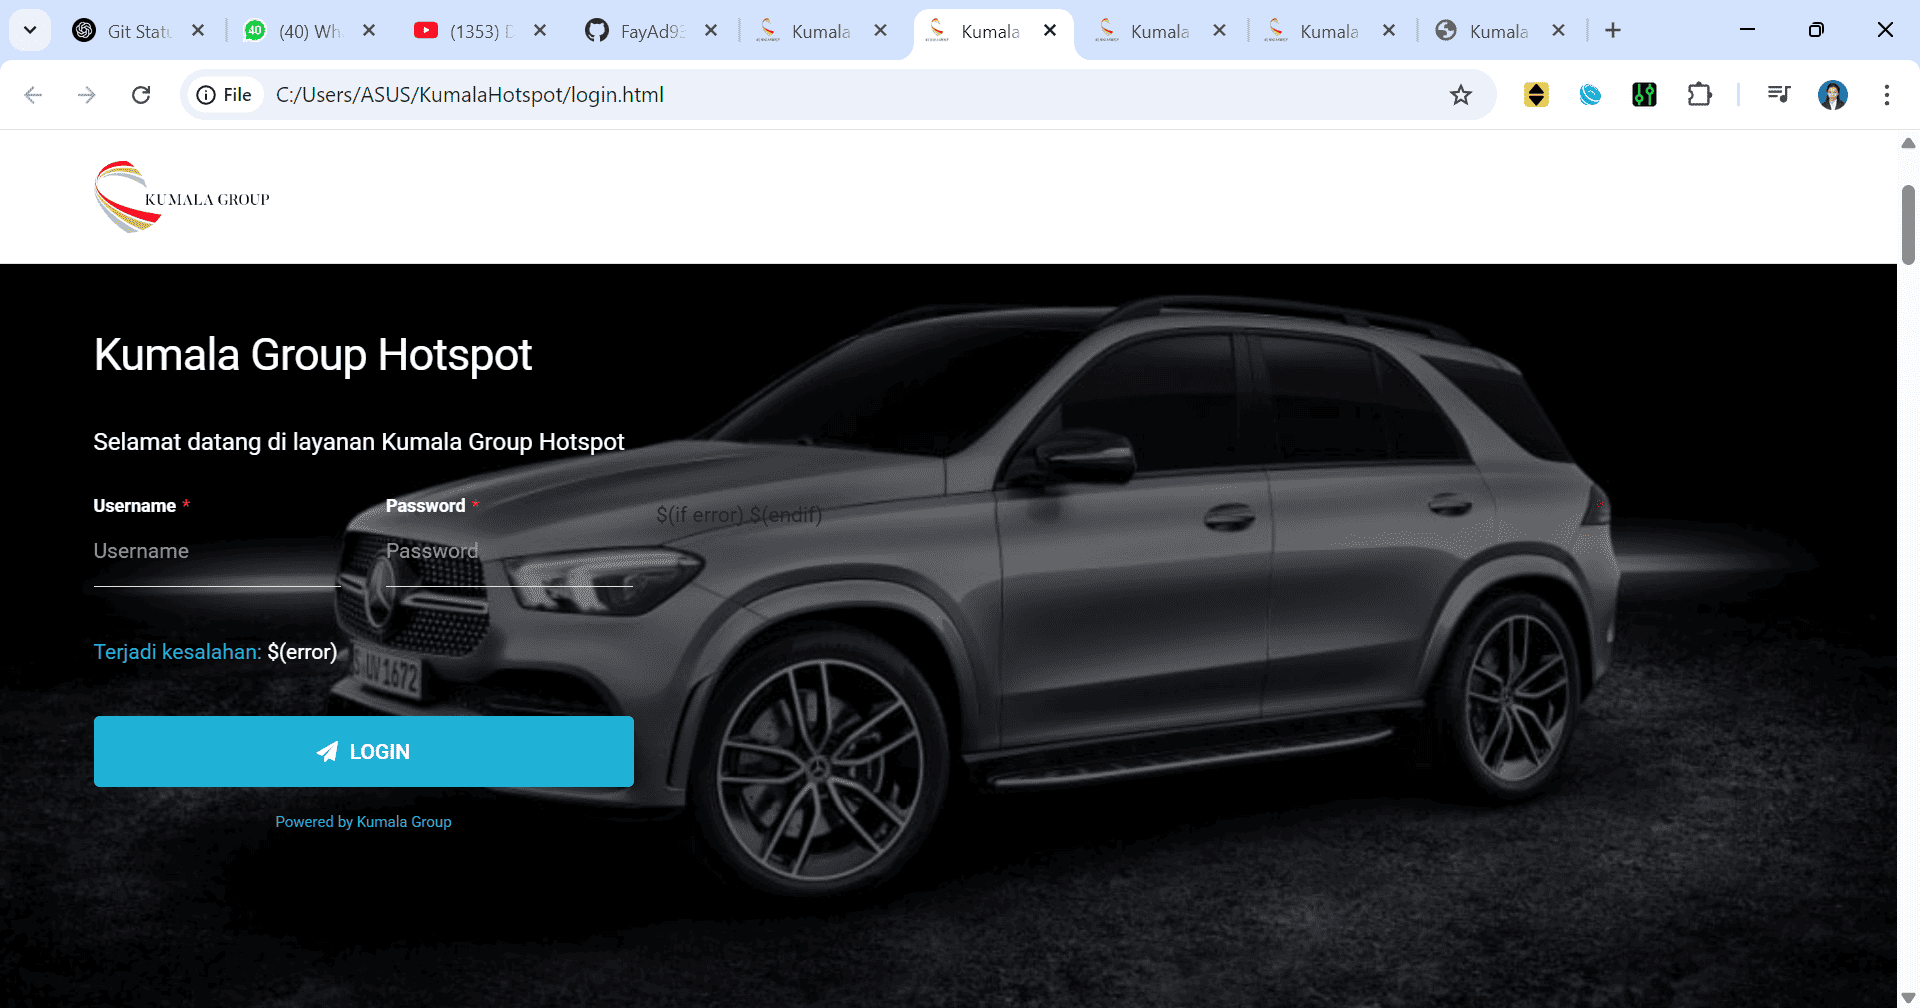 Git Statu
(40) Wh
(1353) D
FayAd93
Kumala
Kumala
Kumala
Kumala
Kumala
File
C:/Users/ASUS/KumalaHotspot/login.html
KUMALA GROUP
Kumala Group Hotspot
Selamat datang di layanan Kumala Group Hotspot
Username *
Password *
$(if error) $(endif)
Username
Password
Terjadi kesalahan: $(error)
LOGIN
Powered by Kumala Group